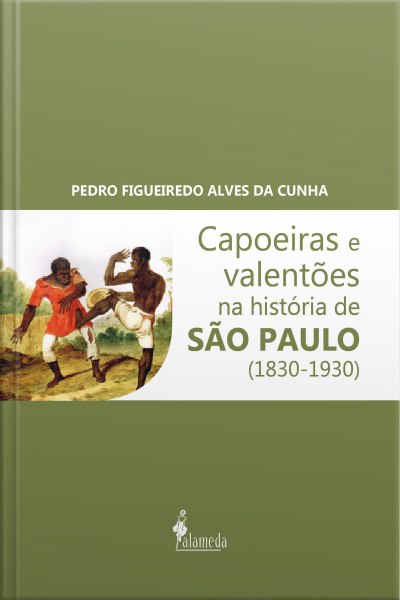 PEDRO FIGUEIREDO ALVES DA CUNHA
Capoeiras e
valentões
na história de
SÃO PAULO
(1830-1930)
alameda